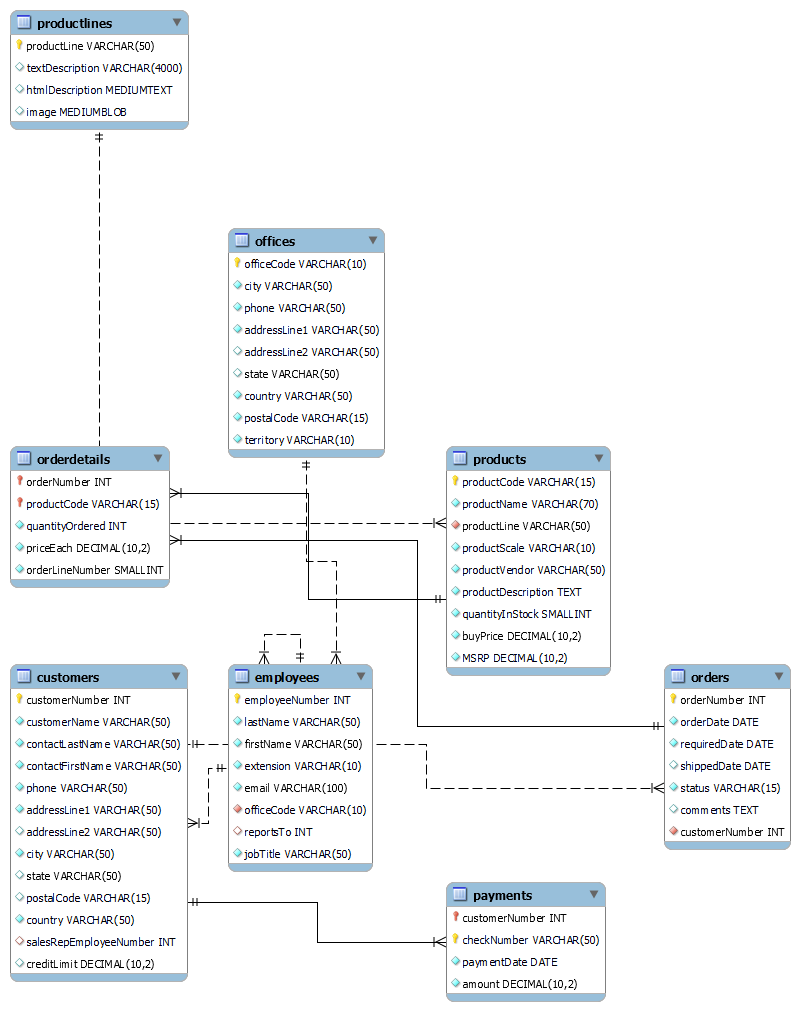 productlines
productLine VARCHAR(50)
textDescription VARCHAR(4000)
htmlDescription MEDIUMTEXT
image MEDIUMBLOB
offices
officeCode VARCHAR(10)
city VARCHAR(50)
phone VARCHAR(50)
addressLine1 VARCHAR(50)
addressLine2 VARCHAR(50)
state VARCHAR(50)
country VARCHAR(50)
postalCode VARCHAR(15)
territory VARCHAR(10)
orderdetails
orderNumber INT
productCode VARCHAR(15)
quantityOrdered INT
priceEach DECIMAL(10,2)
orderLineNumber SMALLINT
products
productCode VARCHAR(15)
productName VARCHAR(70)
productLine VARCHAR(50)
productScale VARCHAR(10)
productVendor VARCHAR(50)
productDescription TEXT
quantityInStock SMALLINT
buyPrice DECIMAL(10,2)
MSRP DECIMAL(10,2)
customers
customerNumber INT
customerName VARCHAR(50)
contactLastName VARCHAR(50)
contactFirstName VARCHAR(50)
phone VARCHAR(50)
addressLine1 VARCHAR(50)
addressLine2 VARCHAR(50)
city VARCHAR(50)
state VARCHAR(50)
postalCode VARCHAR(15)
country VARCHAR(50)
salesRepEmployeeNumber INT
creditLimit DECIMAL(10,2)
employees
employeeNumber INT
lastName VARCHAR(50)
firstName VARCHAR(50)
extension VARCHAR(10)
email VARCHAR(100)
officeCode VARCHAR(10)
reportsTo INT
jobTitle VARCHAR(50)
orders
orderNumber INT
orderDate DATE
requiredDate DATE
shippedDate DATE
status VARCHAR(15)
comments TEXT
customerNumber INT
payments
customerNumber INT
checkNumber VARCHAR(50)
paymentDate DATE
amount DECIMAL(10,2)